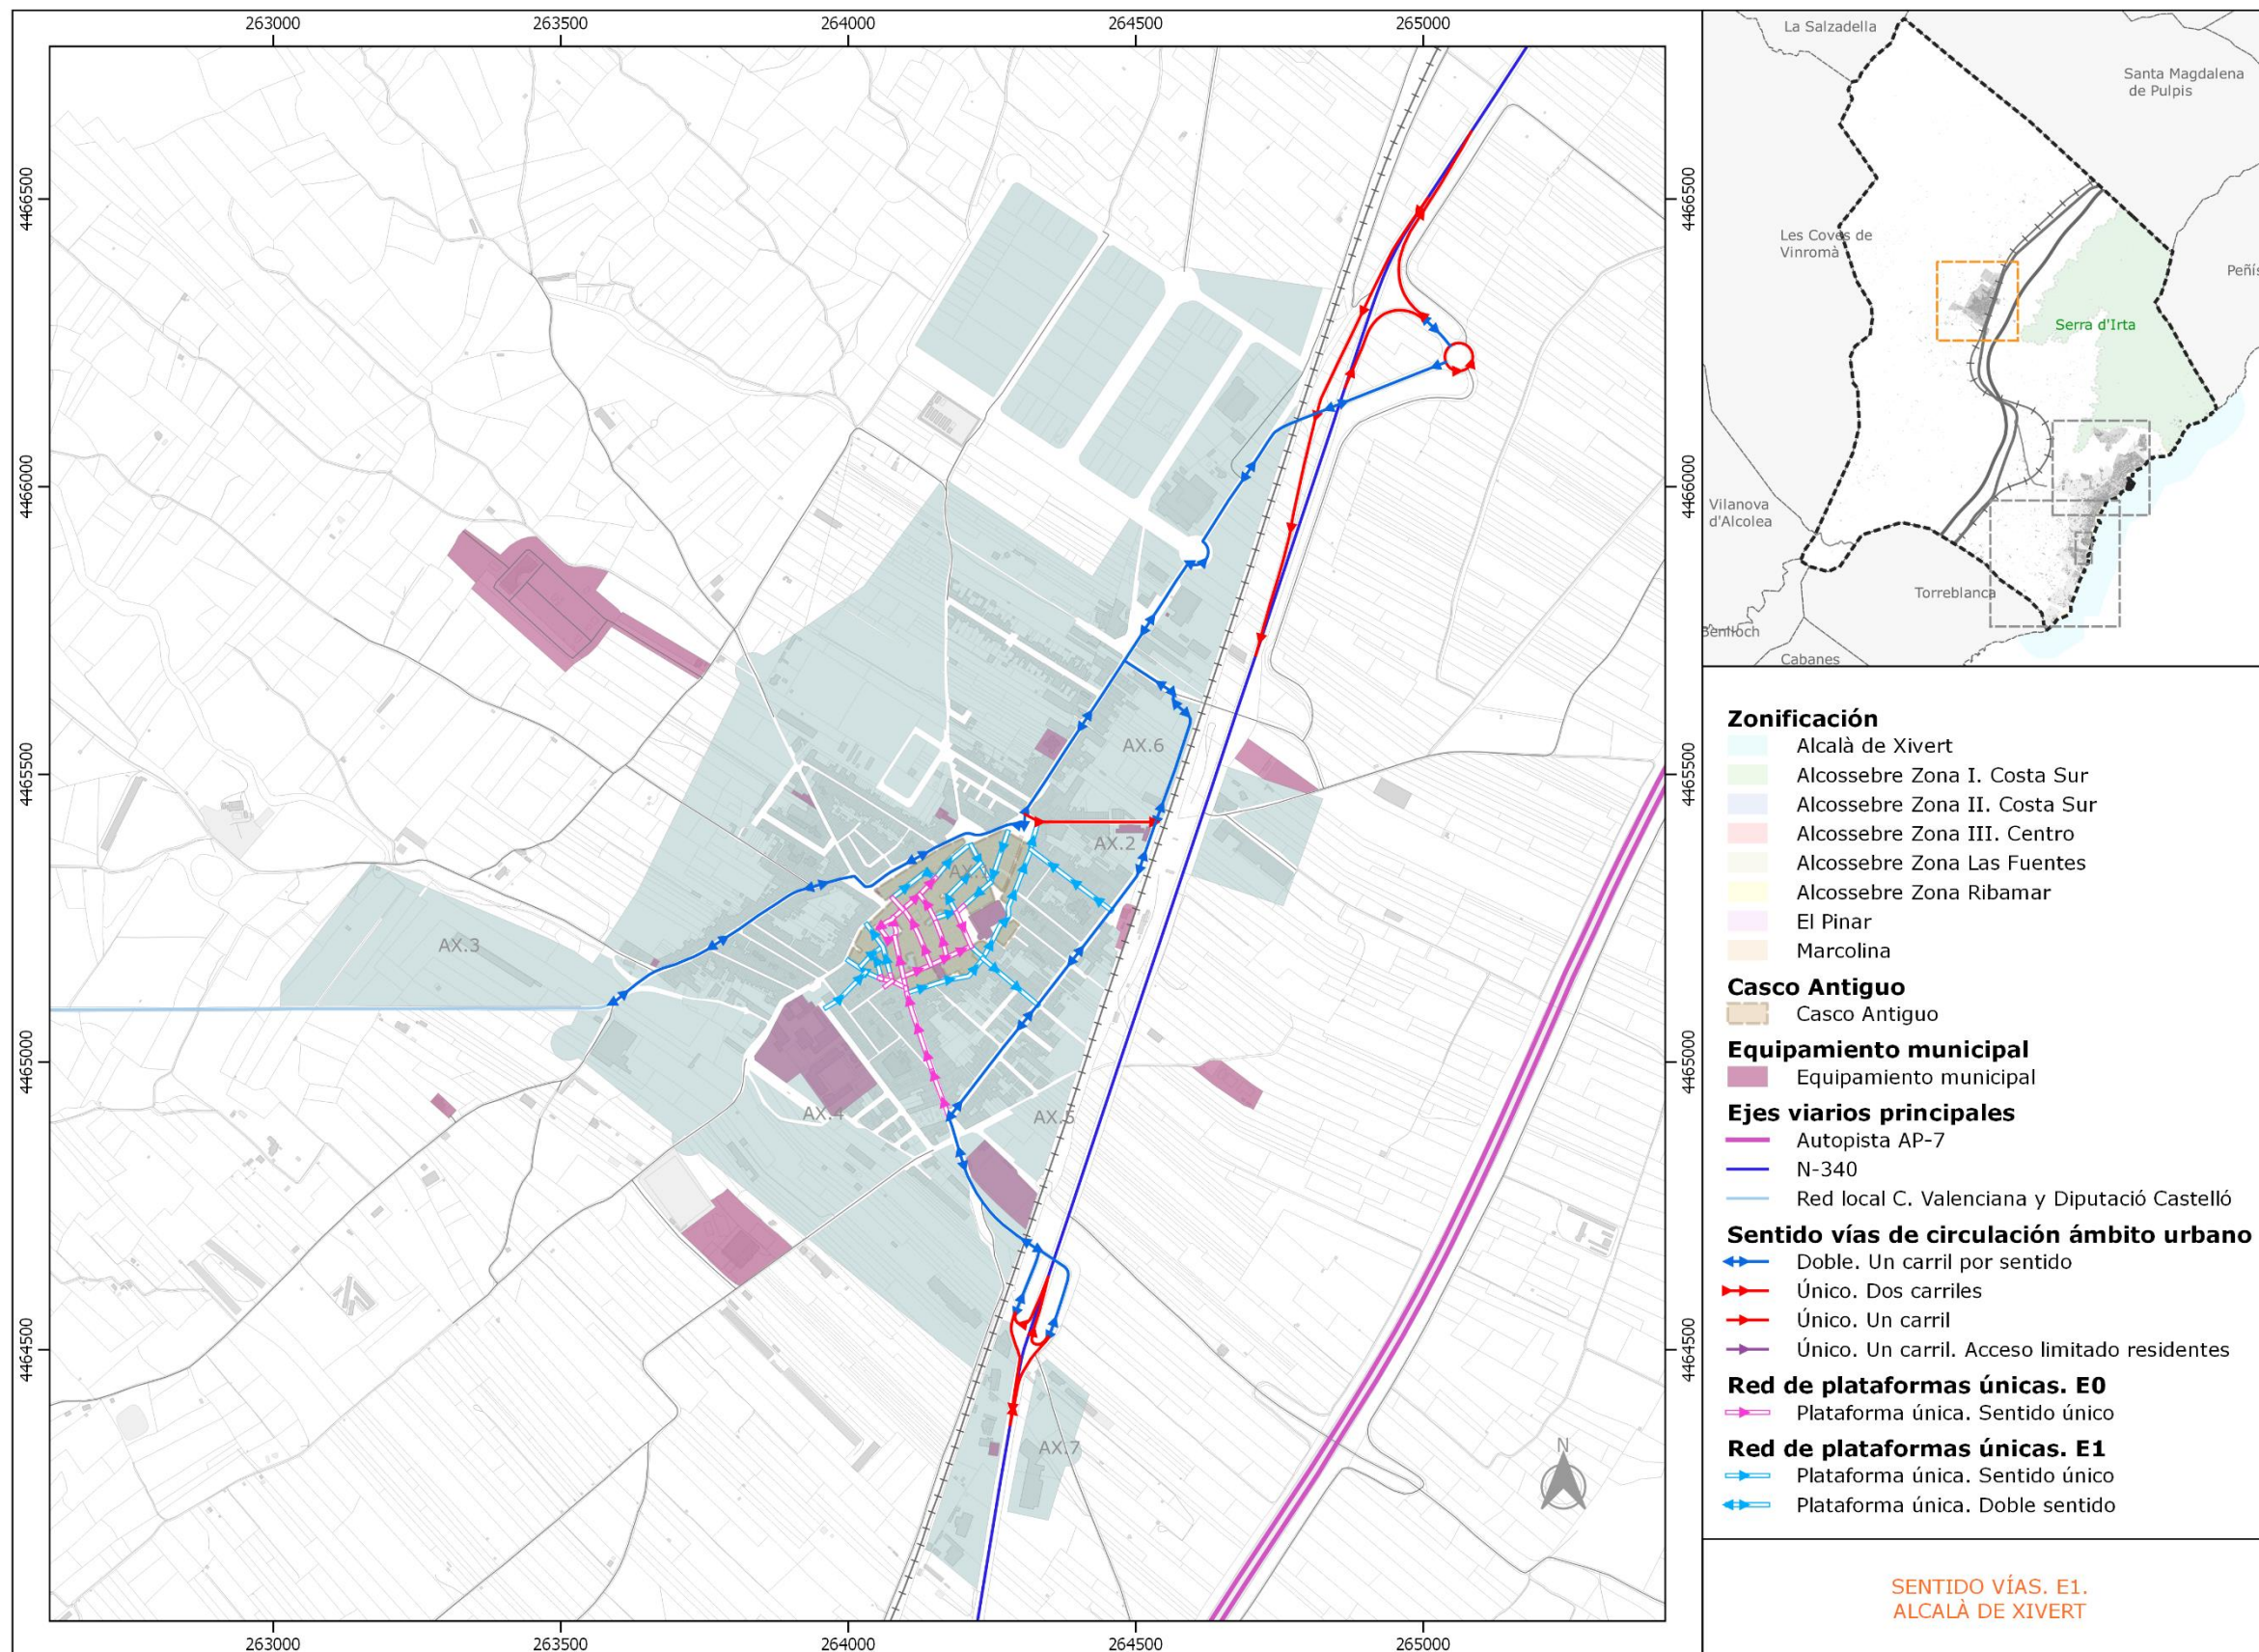 263000
263500
264000
264500
265000
4466500
4466500
4466000
4466000
4465500
4465500
4465000
4465000
4464500
4464500
AX.6
AX.2
AX.3
AX.4
AX.5
AX.7
N
263000
263500
264000
264500
265000
La Salzadella
Santa Magdalena
de Pulpis
Les Coves de
Vinromà
Serra d'Irta
Vilanova
d'Alcolea
Torreblanca
Benlloch
Cabanes
Zonificación
Alcalà de Xivert
Alcossebre Zona I. Costa Sur
Alcossebre Zona II. Costa Sur
Alcossebre Zona III. Centro
Alcossebre Zona Las Fuentes
Alcossebre Zona Ribamar
El Pinar
Marcolina
Casco Antiguo
Casco Antiguo
Equipamiento municipal
Equipamiento municipal
Ejes viarios principales
Autopista AP-7
N-340
Red local C. Valenciana y Diputació Castelló
Sentido vías de circulación ámbito urbano
Doble. Un carril por sentido
Único. Dos carriles
Único. Un carril
Único. Un carril. Acceso limitado residentes
Red de plataformas únicas. E0
Plataforma única. Sentido único
Red de plataformas únicas. E1
Plataforma única. Sentido único
Plataforma única. Doble sentido
SENTIDO VÍAS. E1.
ALCALÀ DE XIVERT